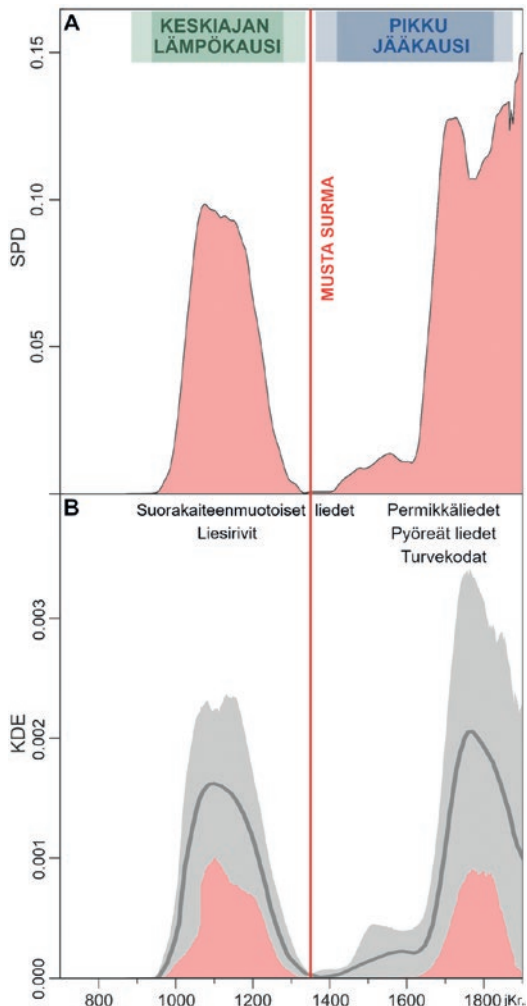 A
KESKIAJAN
LÄMPÖKAUSI
PIKKU
JÄÄKAUSI
0.15
0.10
0.05
SPD
MUSTA SURMA
B
Suorakaiteenmuotoiset liedet
Liesirivit
Permikkäliedet
Pyöreät liedet
Turvekodat
0.003
0.002
0.001
0.000
KDE
800 1000 1200 1400 1600 1800 jKr.